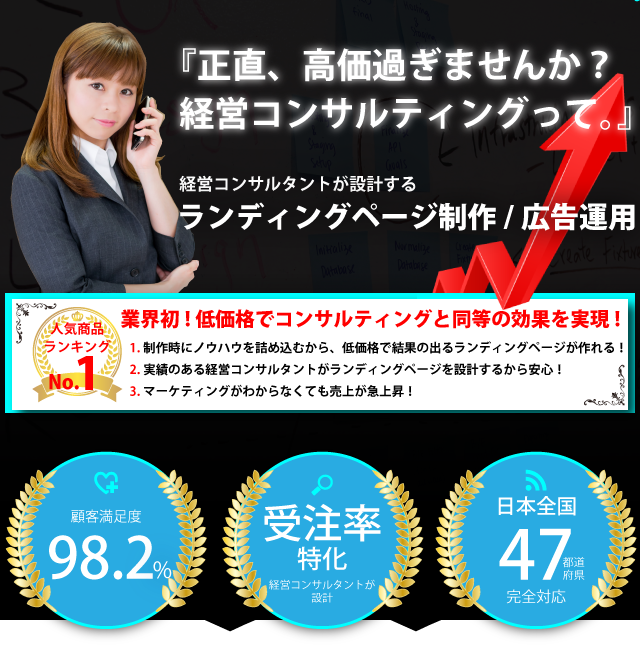 『正直、高価過ぎませんか？
経営コンサルティングって。』
経営コンサルタントが設計する
ランディングページ制作 / 広告運用
人気商品
ランキング
No.1
業界初！低価格でコンサルティングと同等の効果を実現！
1. 制作時にノウハウを詰め込むから、低価格で結果の出るランディングページが作れる！
2. 実績のある経営コンサルタントがランディングページを設計するから安心！
3. マーケティングがわからなくても売上が急上昇！
顧客満足度
98.2%
受注率
特化
経営コンサルタントが
設計
日本全国
47都道府県
完全対応